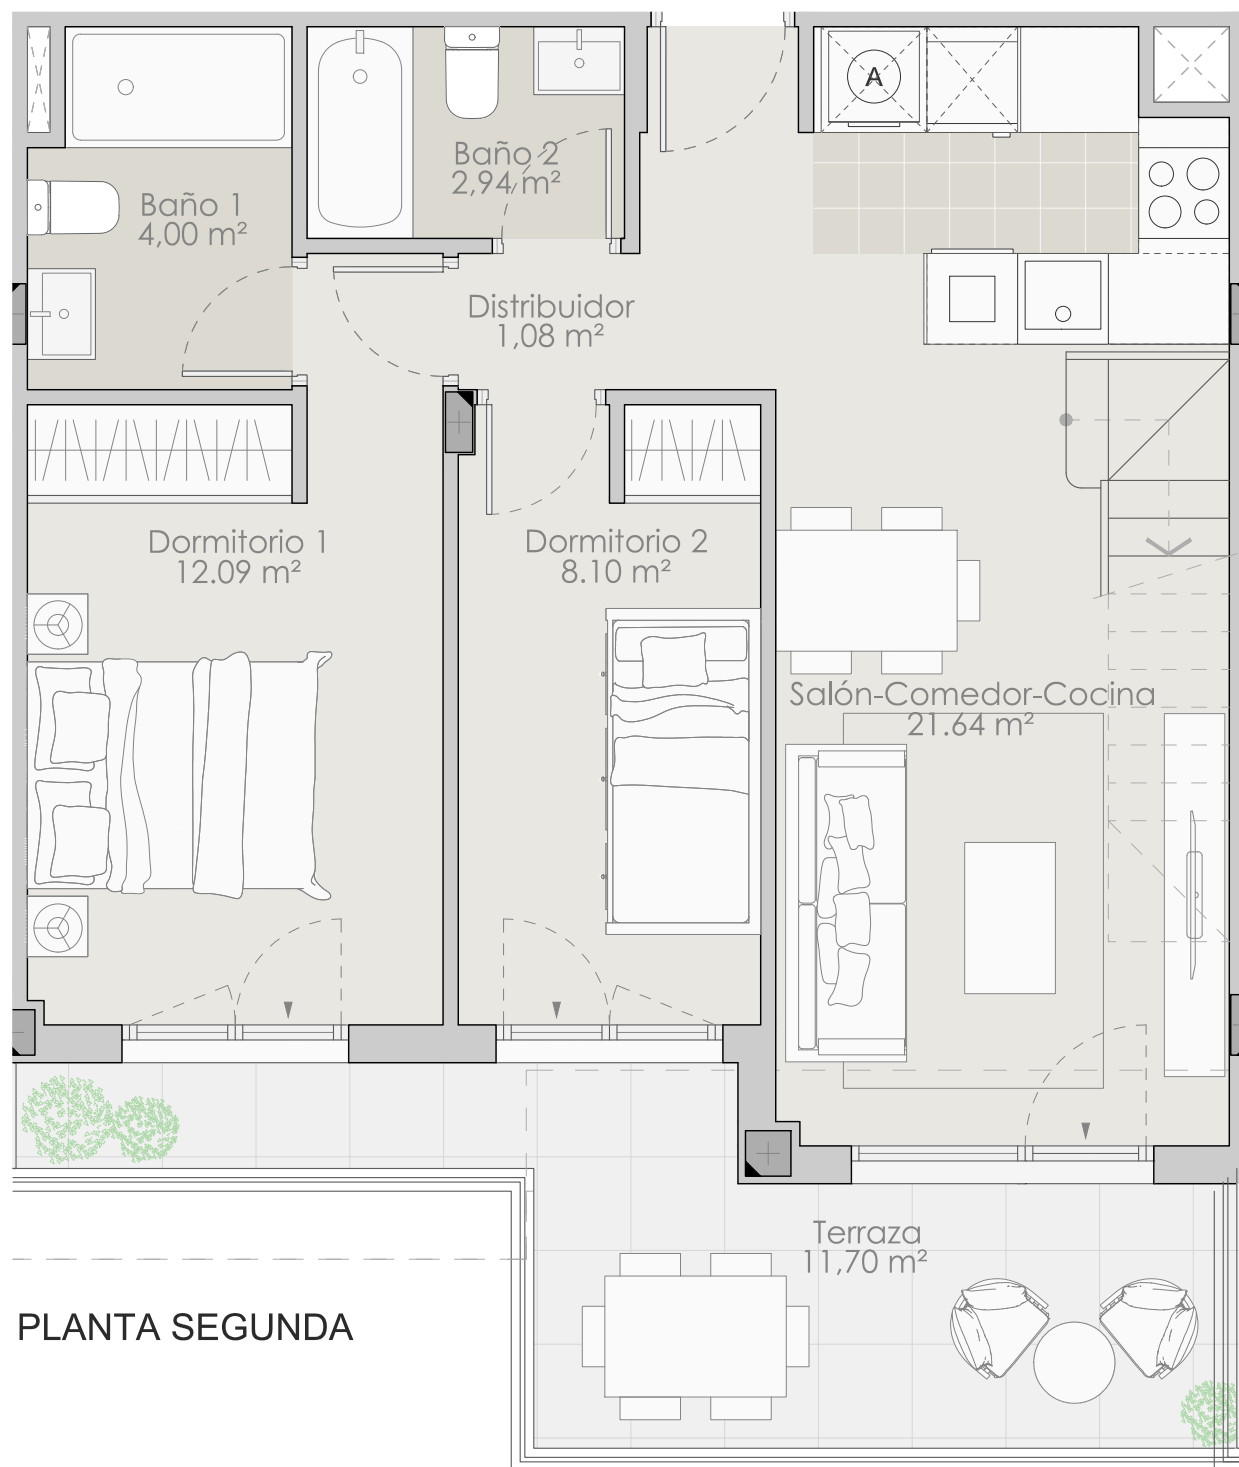 A
Baño 2
2,94 m²
Baño 1
4,00 m²
Distribuidor
1,08 m²
Dormitorio 1
12.09 m²
Dormitorio 2
8.10 m²
Salón-Comedor-Cocina
21.64 m²
Terraza
11,70 m²
PLANTA SEGUNDA